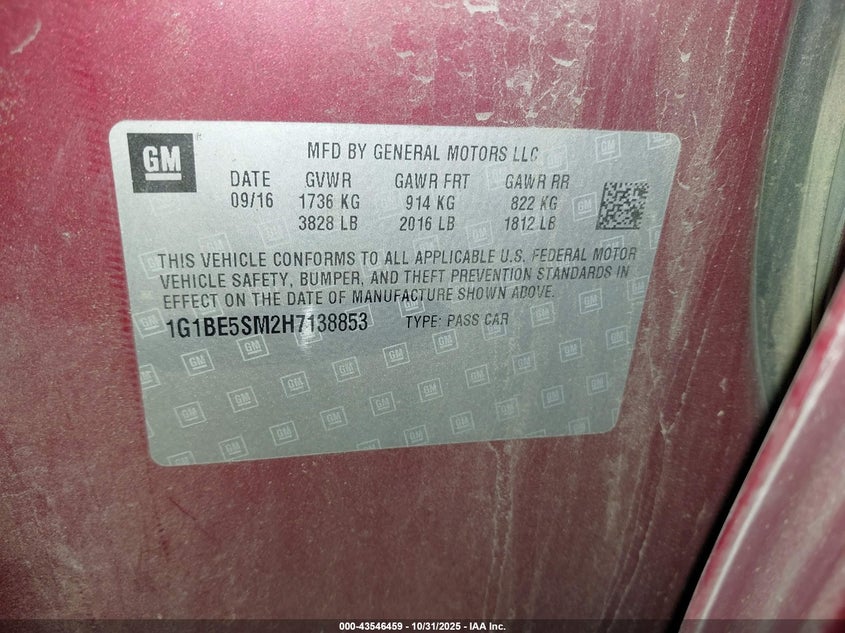 GM
MFD BY GENERAL MOTORS LLC
DATE GVWR GAWR FRT GAWR RR
09/16 1736 KG 914 KG 822 KG
3828 LB 2016 LB 1812 LB
THIS VEHICLE CONFORMS TO ALL APPLICABLE U.S. FEDERAL MOTOR
VEHICLE SAFETY, BUMPER, AND THEFT PREVENTION STANDARDS IN
EFFECT ON THE DATE OF MANUFACTURE SHOWN ABOVE.
1G1BE5SM2H7138853 TYPE: PASS CAR
000-43546459 - 10/31/2025 - IAA Inc.